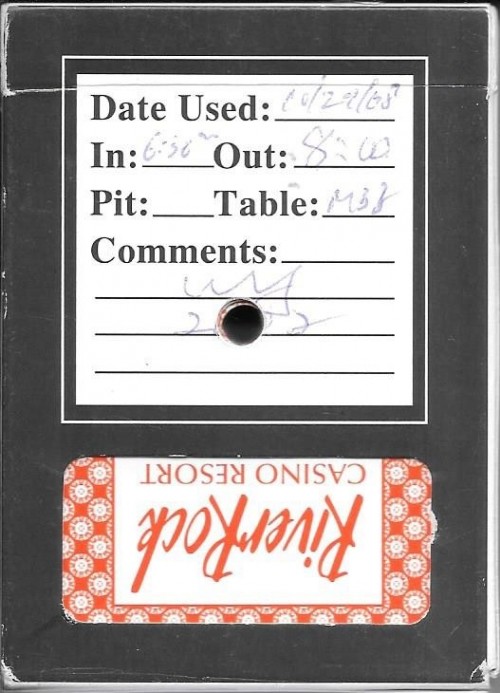 Date Used: 10/29/08
In: 6:30 Out: 8:00
Pit: Table: M38
Comments:
CASINO RESORT
RiverRock